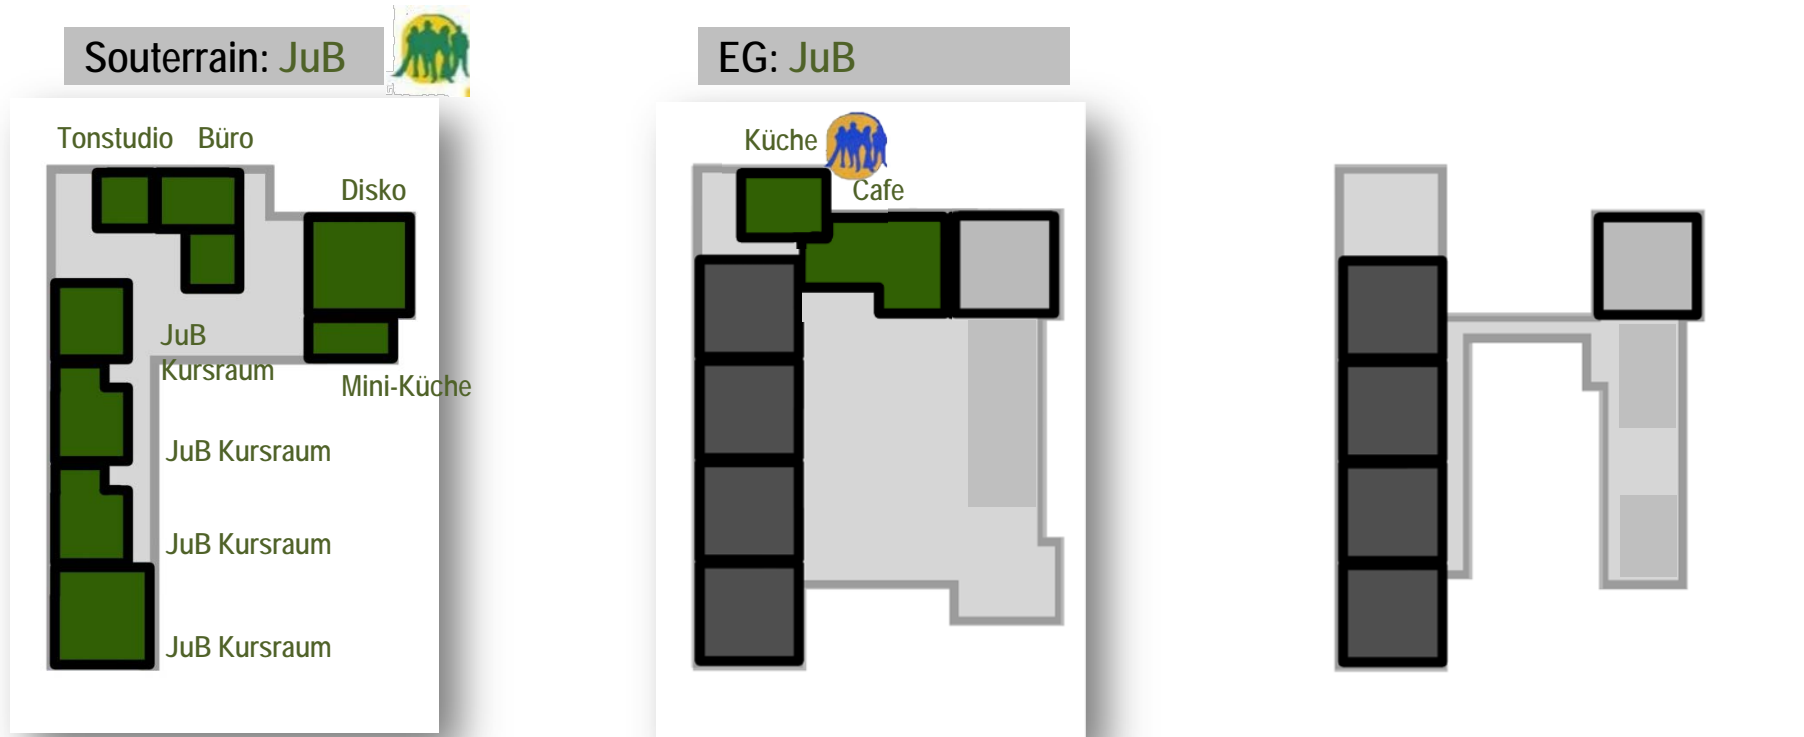 Souterrain: JuB
Tonstudio Büro
Disko
JuB
Kursraum
Mini-Küche
JuB Kursraum
JuB Kursraum
JuB Kursraum
EG: JuB
Küche
Cafe